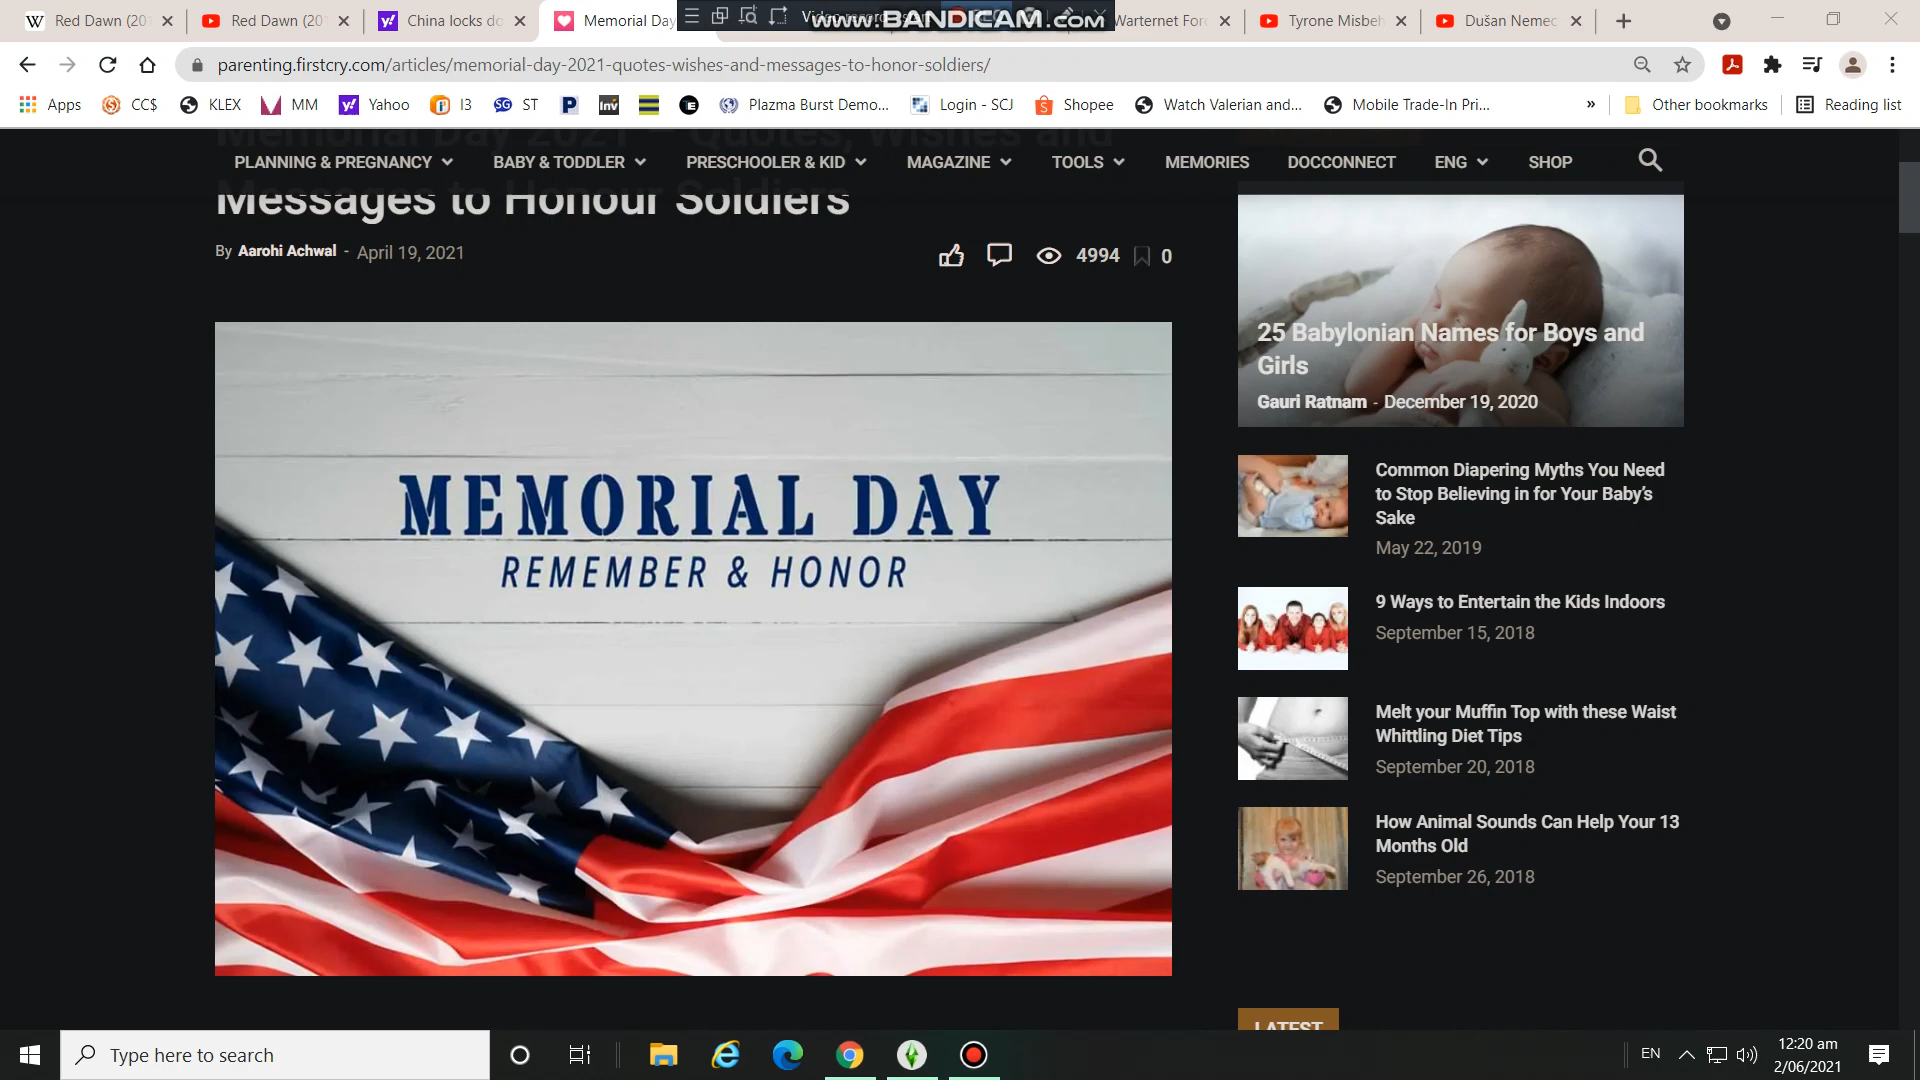 Red Dawn (20
Red Dawn (20
China locks do
Memorial Day
www.BANDICAM.com
Warternet For
Tyrone Misbeh
Dušan Nemec
parenting.firstcry.com/articles/memorial-day-2021-quotes-wishes-and-messages-to-honor-soldiers/
Apps
CC$
KLEX
MM
Yahoo
I3
ST
Plazma Burst Demo...
Login - SCJ
Shopee
Watch Valerian and...
Mobile Trade-In Pri...
»
Other bookmarks
Reading list
Memorial Day 2021 - Quotes, Wishes and
PLANNING & PREGNANCY
BABY & TODDLER
PRESCHOOLER & KID
MAGAZINE
TOOLS
MEMORIES
DOCCONNECT
ENG
SHOP
Messages to Honour Soldiers
By Aarohi Achwal - April 19, 2021
4994
0
MEMORIAL DAY
REMEMBER & HONOR
25 Babylonian Names for Boys and
Girls
Gauri Ratnam - December 19, 2020
Common Diapering Myths You Need
to Stop Believing in for Your Baby's
Sake
May 22, 2019
9 Ways to Entertain the Kids Indoors
September 15, 2018
Melt your Muffin Top with these Waist
Whittling Diet Tips
September 20, 2018
How Animal Sounds Can Help Your 13
Months Old
September 26, 2018
LATEST
Type here to search
EN
12:20 am
2/06/2021